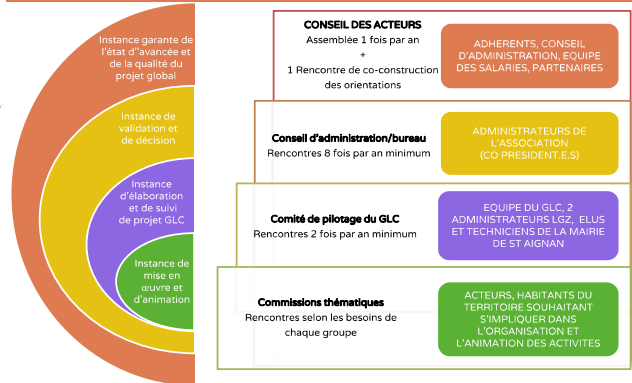 Instance garante de
l'état d''avancée et
de la qualité du
projet global
CONSEIL DES ACTEURS
Assemblée 1 fois par an
+
1 Rencontre de co-construction
des orientations
ADHERENTS, CONSEIL
D'ADMINISTRATION, EQUIPE
DES SALARIES, PARTENAIRES
Instance de
validation et
de décision
Conseil d'administration/bureau
Rencontres 8 fois par an minimum
ADMINISTRATEURS DE
L'ASSOCIATION
(CO PRESIDENT.E.S)
Instance
d'élaboration
et de suivi
de projet GLC
Comité de pilotage du GLC
Rencontres 2 fois par an minimum
EQUIPE DU GLC, 2
ADMINISTRATEURS LGZ, ELUS
ET TECHNICIENS DE LA MAIRIE
DE ST AIGNAN
Instance de
mise en
œuvre et
d'animation
Commissions thématiques
Rencontres selon les besoins de
chaque groupe
ACTEURS, HABITANTS DU
TERRITOIRE SOUHAITANT
S'IMPLIQUER DANS
L'ORGANISATION ET
L'ANIMATION DES ACTIVITES